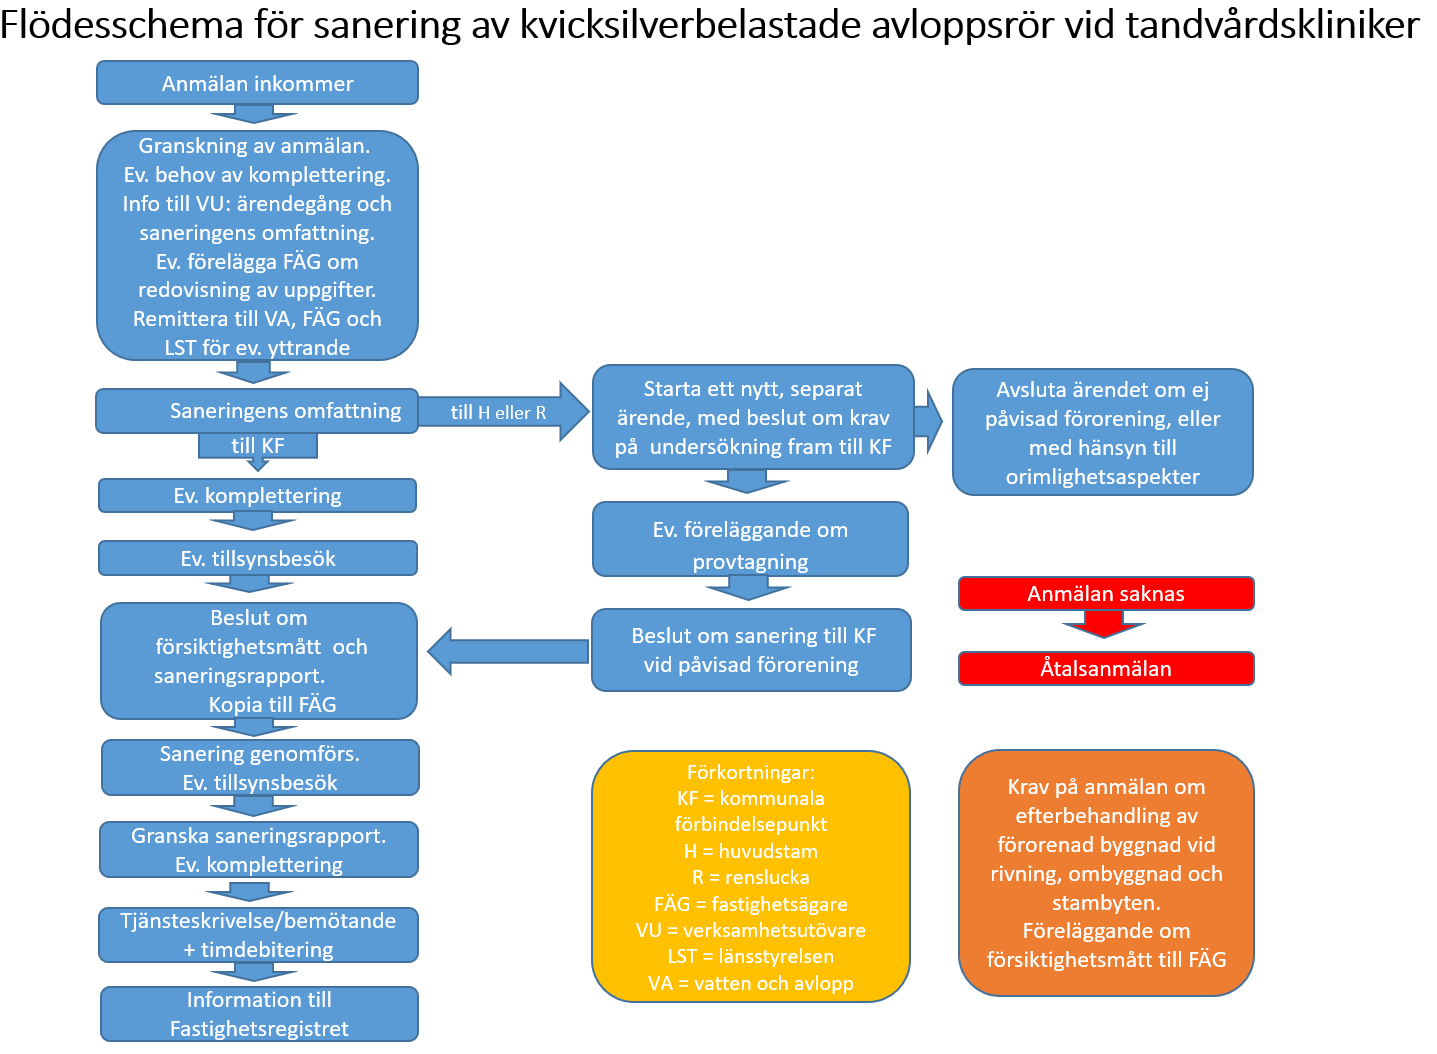 Flödesschema för sanering av kvicksilverbelastade avloppsrör vid tandvårdskliniker
Anmälan inkommer
Granskning av anmälan.
Ev. behov av komplettering.
Info till VU: ärendegång och
saneringens omfattning.
Ev. förelägga FÄG om
redovisning av uppgifter.
Remittera till VA, FÄG och
LST för ev. yttrande
Saneringens omfattning
till H eller R
till KF
Starta ett nytt, separat
ärende, med beslut om krav
på undersökning fram till KF
Avsluta ärendet om ej
påvisad förorening, eller
med hänsyn till
orimlighetsaspekter
Ev. komplettering
Ev. tillsynsbesök
Beslut om
försiktighetsmått och
saneringsrapport.
Kopia till FÄG
Ev. föreläggande om
provtagning
Beslut om sanering till KF
vid påvisad förorening
Anmälan saknas
Åtalsanmälan
Sanering genomförs.
Ev. tillsynsbesök
Granska saneringsrapport.
Ev. komplettering
Tjänsteskrivelse/bemötande
+ timdebitering
Information till
Fastighetsregistret
Förkortningar:
KF = kommunala
förbindelsepunkt
H = huvudstam
R = renslucka
FÄG = fastighetsägare
VU = verksamhetsutövare
LST = länsstyrelsen
VA = vatten och avlopp
Krav på anmälan om
efterbehandling av
förorenad byggnad vid
rivning, ombyggnad och
stambyten.
Föreläggande om
försiktighetsmått till FÄG